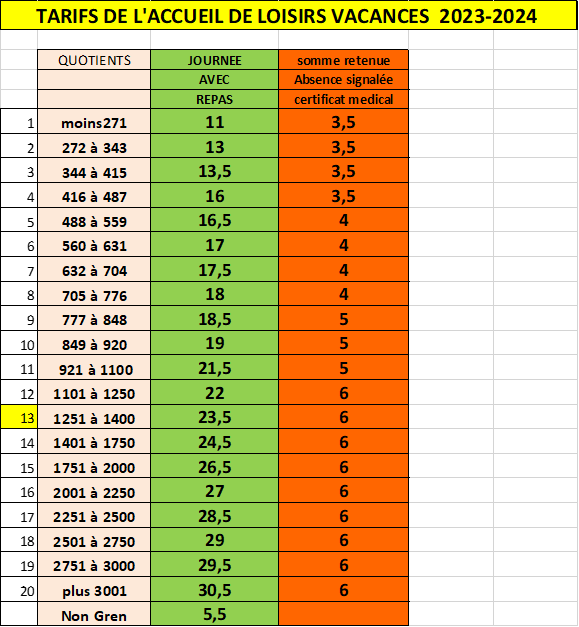 TARIFS DE L'ACCUEIL DE LOISIRS VACANCES 2023-2024
QUOTIENTS JOURNEE somme retenue
AVEC Absence signalée
REPAS certificat medical
1 moins271 11 3,5
2 272 à 343 13 3,5
3 344 à 415 13,5 3,5
4 416 à 487 16 3,5
5 488 à 559 16,5 4
6 560 à 631 17 4
7 632 à 704 17,5 4
8 705 à 776 18 4
9 777 à 848 18,5 5
10 849 à 920 19 5
11 921 à 1100 21,5 5
12 1101 à 1250 22 6
13 1251 à 1400 23,5 6
14 1401 à 1750 24,5 6
15 1751 à 2000 26,5 6
16 2001 à 2250 27 6
17 2251 à 2500 28,5 6
18 2501 à 2750 29 6
19 2751 à 3000 29,5 6
20 plus 3001 30,5 6
Non Gren 5,5